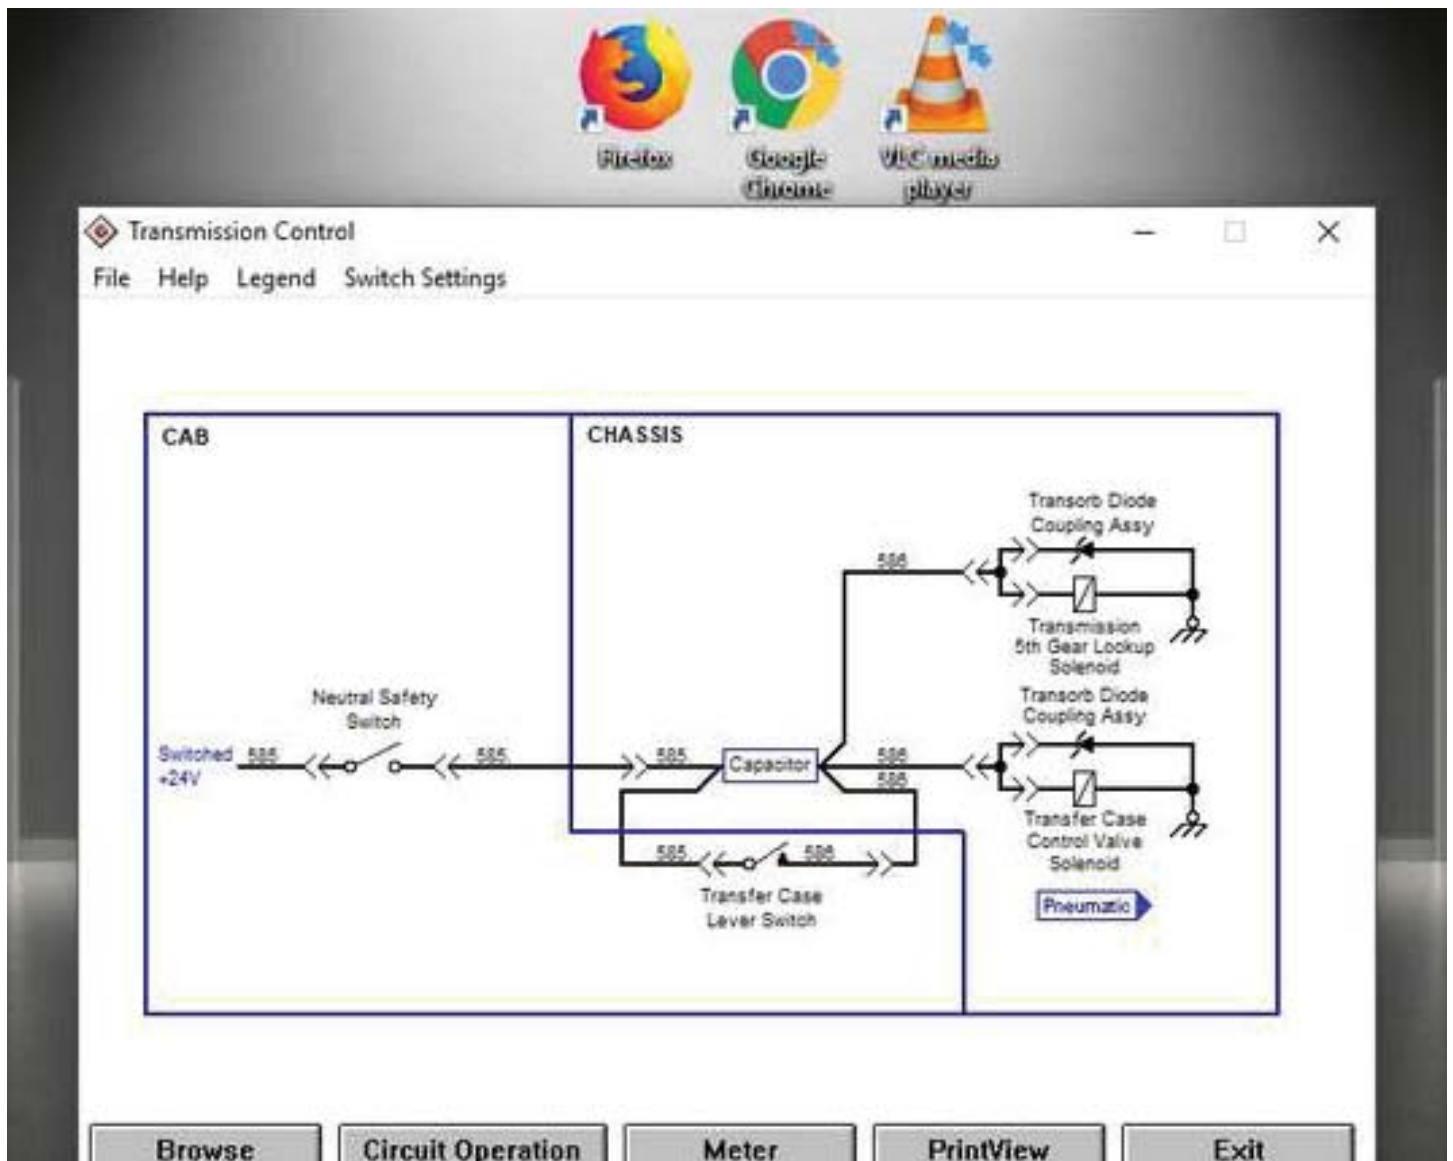 Firefox
Google
Chrome
VLC media
player
Transmission Control
File Help Legend Switch Settings
CAB
CHASSIS
Transorb Diode
Coupling Assy
586
Transmission
5th Gear Lookup
Solenoid
Transorb Diode
Coupling Assy
Neutral Safety
Switch
Switched
+24V
585
585
585
Capacitor
586
586
Transfer Case
Control Valve
Solenoid
585
586
Transfer Case
Lever Switch
Pneumatic
Browse
Circuit Operation
Meter
PrintView
Exit